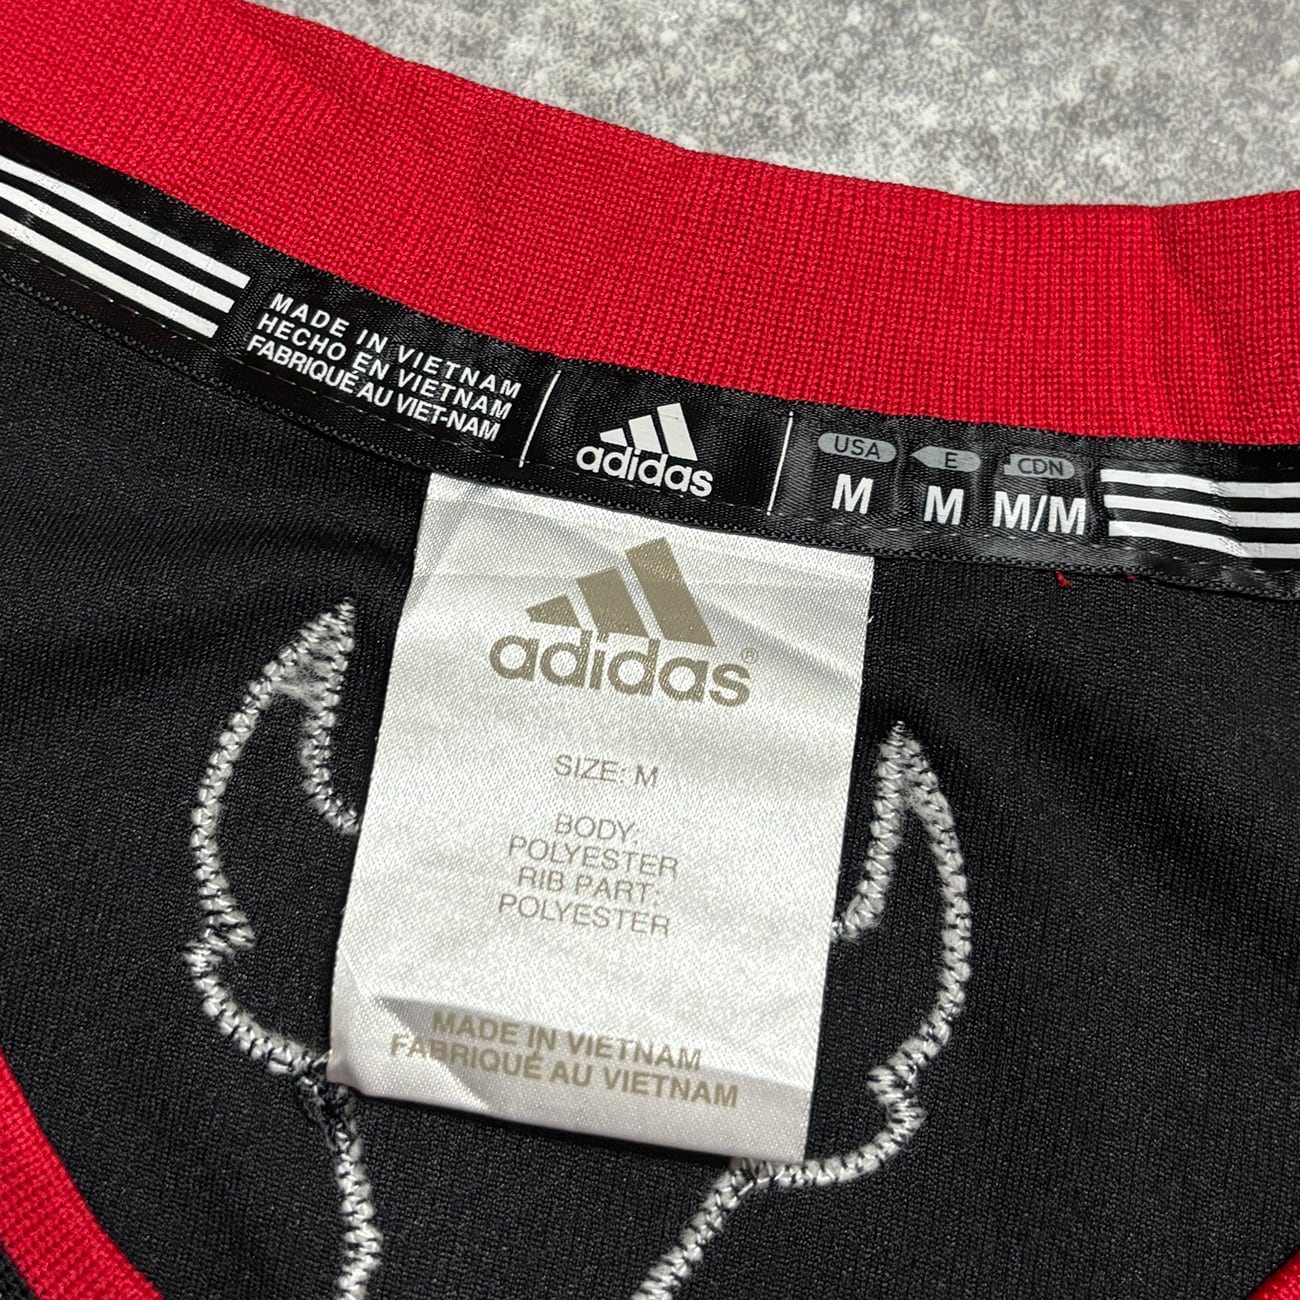 MADE IN VIETNAM
HECHO EN VIETNAM
FABRIQUÉ AU VIET-NAM
adidas
USA E CDN
M M M/M
adidas®
SIZE: M
BODY:
POLYESTER
RIB PART:
POLYESTER
MADE IN VIETNAM
FABRIQUÉ AU VIETNAM